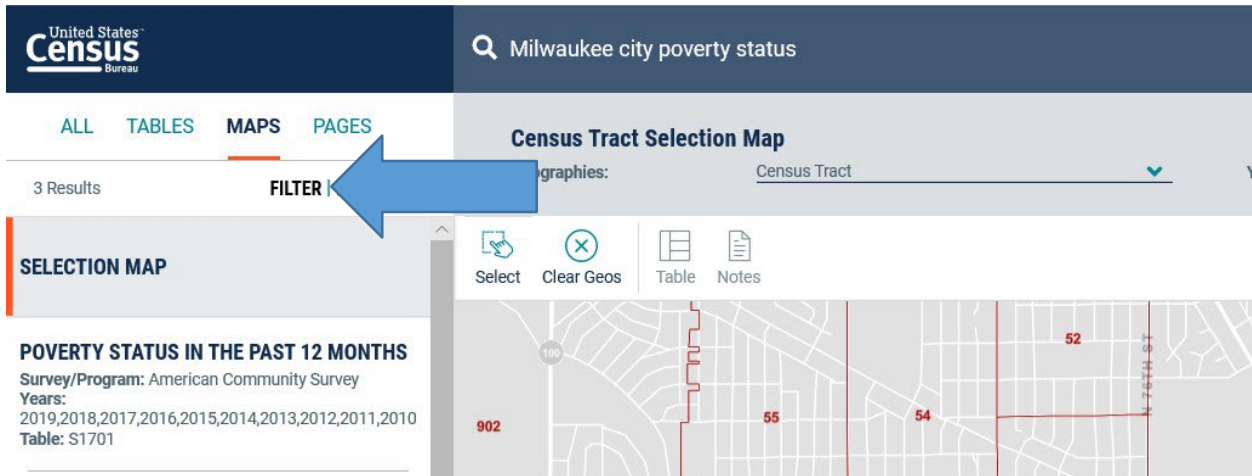 United States™
Census
Bureau
Milwaukee city poverty status
ALL TABLES MAPS PAGES
3 Results FILTER
Census Tract Selection Map
ographies: Census Tract Y
SELECTION MAP
Select Clear Geos Table Notes
POVERTY STATUS IN THE PAST 12 MONTHS
Survey/Program: American Community Survey
Years:
2019,2018,2017,2016,2015,2014,2013,2012,2011,2010
Table: S1701
100
52
N 76TH ST
902
55
54